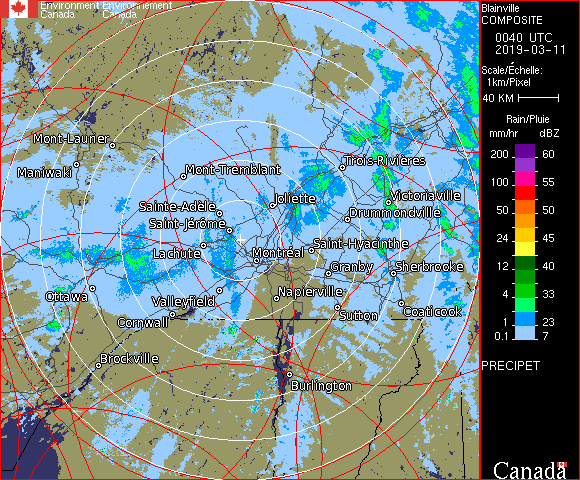 Environment Environnement
Canada Canada
Mont-Laurier
Maniwaki
Mont-Tremblant
Trois-Rivières
Sainte-Adèle
Joliette
Victoriaville
Saint-Jérôme
Drummondville
Lachute
Montréal
Saint-Hyacinthe
Granby
Sherbrooke
Ottawa
Valleyfield
Napierville
Cornwall
Sutton
Coaticook
Brockville
Burlington
Blainville
COMPOSITE
0040 UTC
2019-03-11
Scale/Échelle:
1km/Pixel
40 KM
Rain/Pluie
mm/hr dBZ
200 60
100 55
50 50
24 45
12 40
4 33
1 23
0.1 7
PRECIPET
Canada